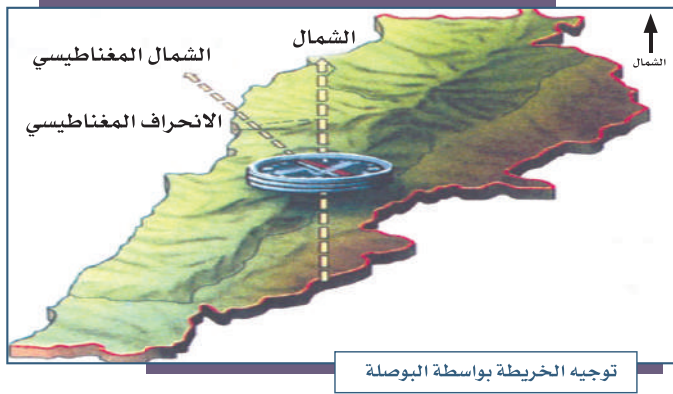 الشمال
الشمال
الشمال المغناطيسي
الانحراف المغناطيسي
توجيه الخريطة بواسطة البوصلة